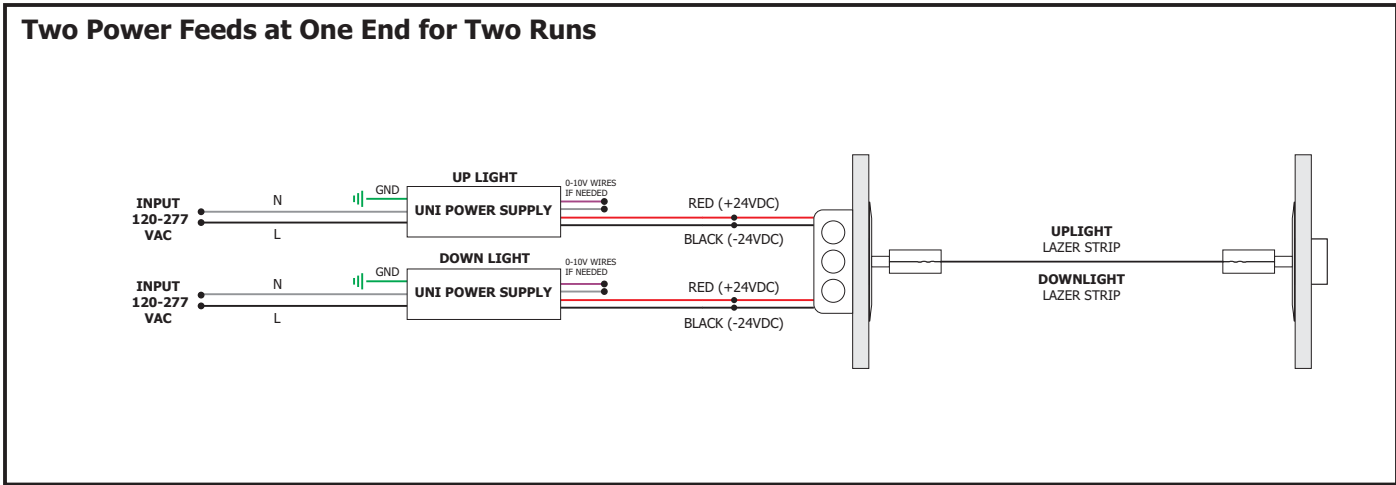 Two Power Feeds at One End for Two Runs
UP LIGHT
0-10V WIRES
IF NEEDED
GND
INPUT
120-277
VAC
N
L
UNI POWER SUPPLY
RED (+24VDC)
BLACK (-24VDC)
UPLIGHT
LAZER STRIP
DOWN LIGHT
0-10V WIRES
IF NEEDED
GND
INPUT
120-277
VAC
N
L
UNI POWER SUPPLY
RED (+24VDC)
BLACK (-24VDC)
DOWNLIGHT
LAZER STRIP